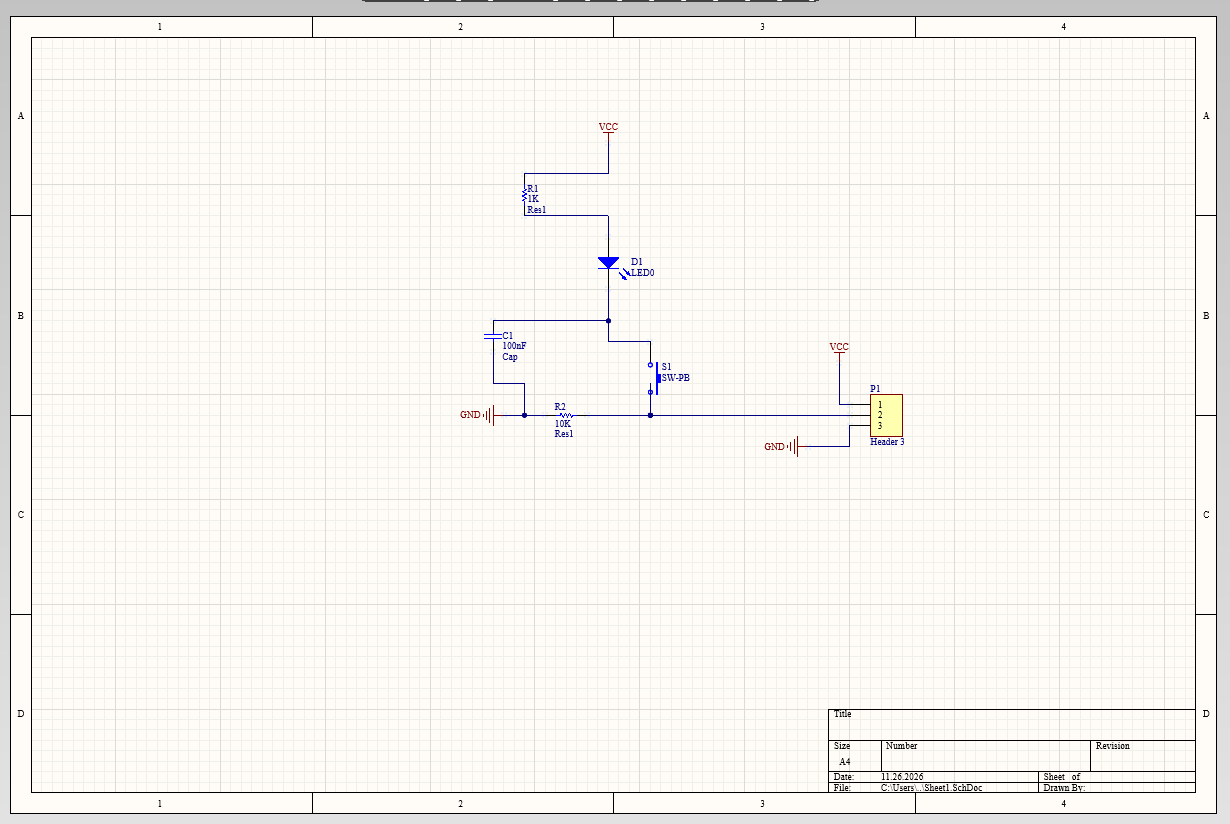 1 2 3 4
A A
VCC
R1
1K
Res1
D1
LED0
B B
C1
100nF
Cap
VCC
S1
SW-PB
P1
1
2
3
Header 3
R2
GND
10K
Res1
GND
C C
D D
Title
Size Number Revision
A4
Date: 11.26.2026 Sheet of
File: C:\Users\..\Sheet1.SchDoc Drawn By:
1 2 3 4